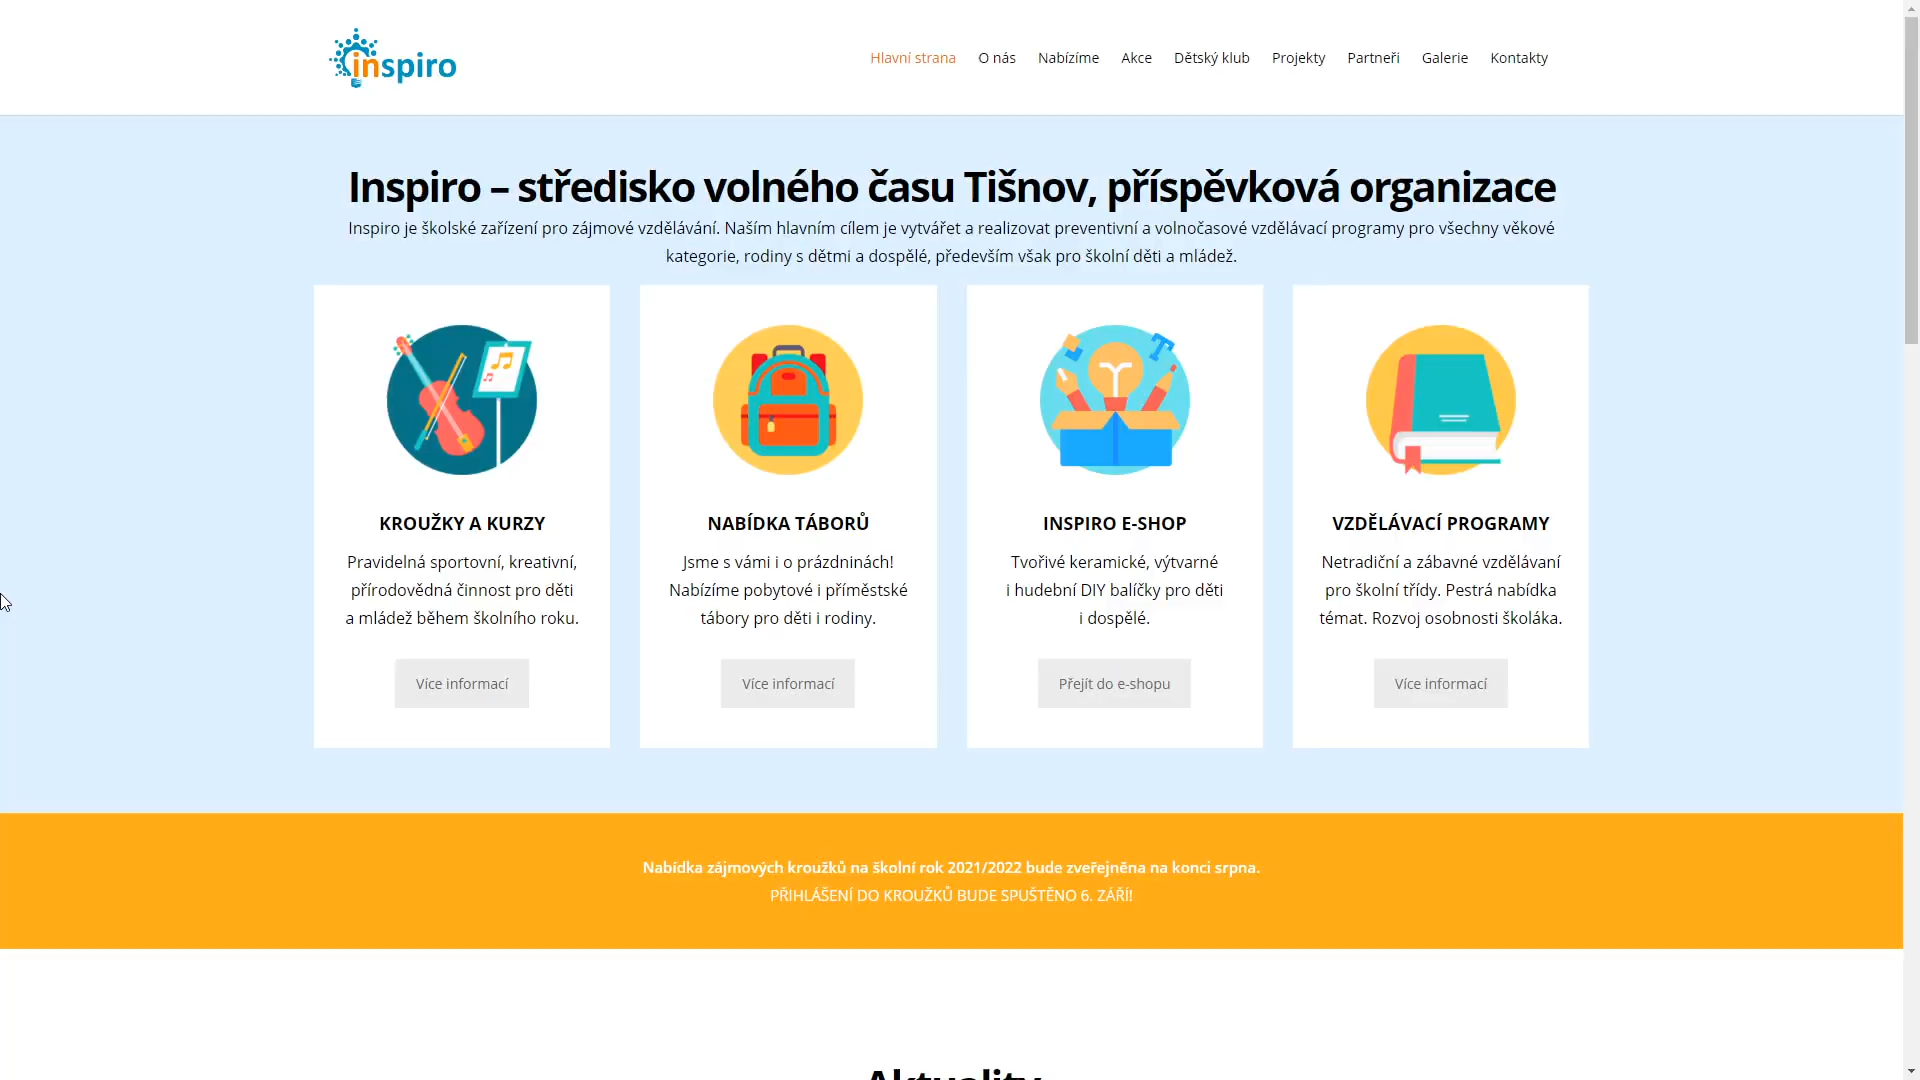 inspiro
Hlavní strana
O nás
Nabízíme
Akce
Dětský klub
Projekty
Partneři
Galerie
Kontakty
Inspiro – středisko volného času Tišnov, příspěvková organizace
Inspiro je školské zařízení pro zájmové vzdělávání. Naším hlavním cílem je vytvářet a realizovat preventivní a volnočasové vzdělávací programy pro všechny věkové
kategorie, rodiny s dětmi a dospělé, především však pro školní děti a mládež.
KROUŽKY A KURZY
Pravidelná sportovní, kreativní,
přírodovědná činnost pro děti
a mládež během školního roku.
Více informací
NABÍDKA TÁBORŮ
Jsme s vámi i o prázdninách!
Nabízíme pobytové i příměstské
tábory pro děti i rodiny.
Více informací
INSPIRO E-SHOP
Tvořivé keramické, výtvarné
i hudební DIY balíčky pro děti
i dospělé.
Přejít do e-shopu
VZDĚLÁVACÍ PROGRAMY
Netradiční a zábavné vzdělávaní
pro školní třídy. Pestrá nabídka
témat. Rozvoj osobnosti školáka.
Více informací
Nabídka zájmových kroužků na školní rok 2021/2022 bude zveřejněna na konci srpna.
PŘIHLÁŠENÍ DO KROUŽKŮ BUDE SPUŠTĚNO 6. ZÁŘÍ!
Aktuality